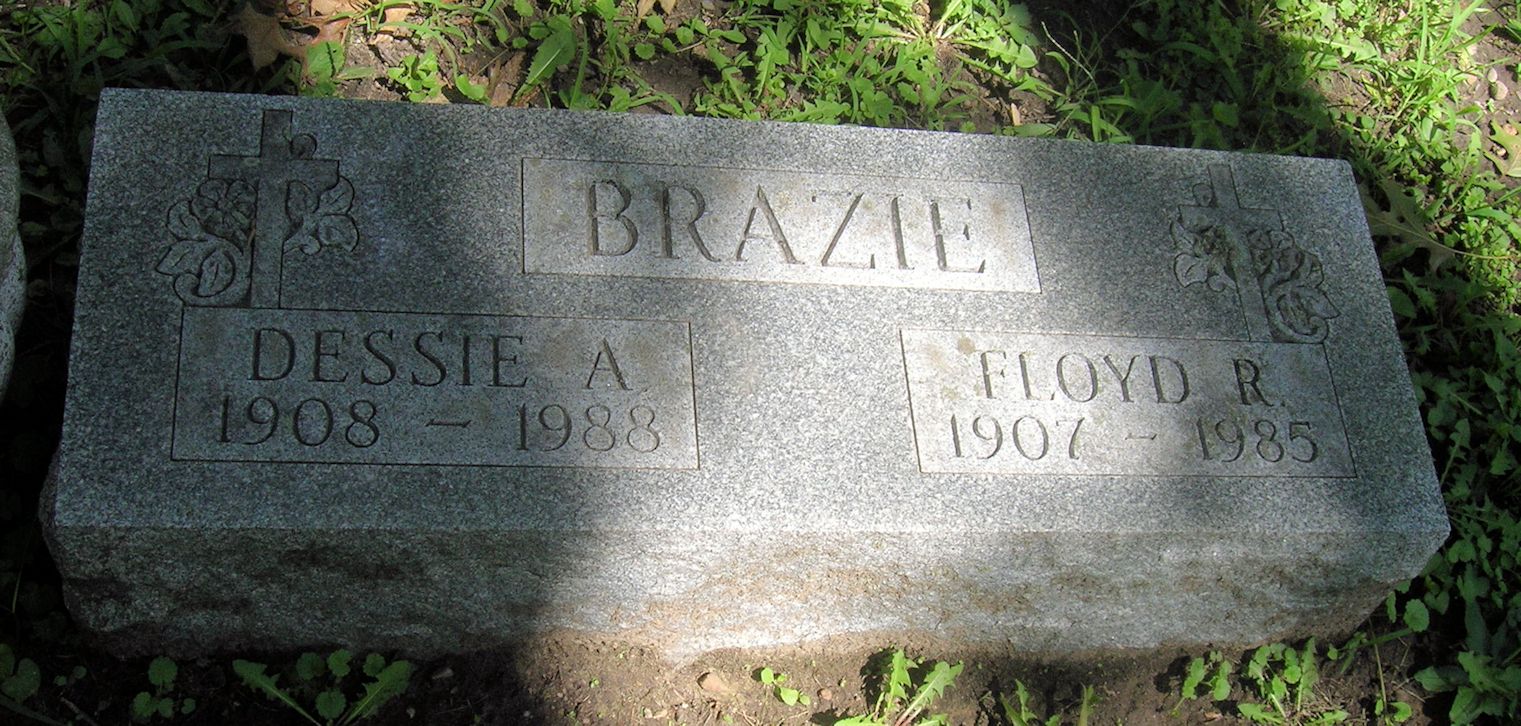 BRAZIE
DESSIE A.
1908 – 1988
FLOYD R.
1907 – 1985